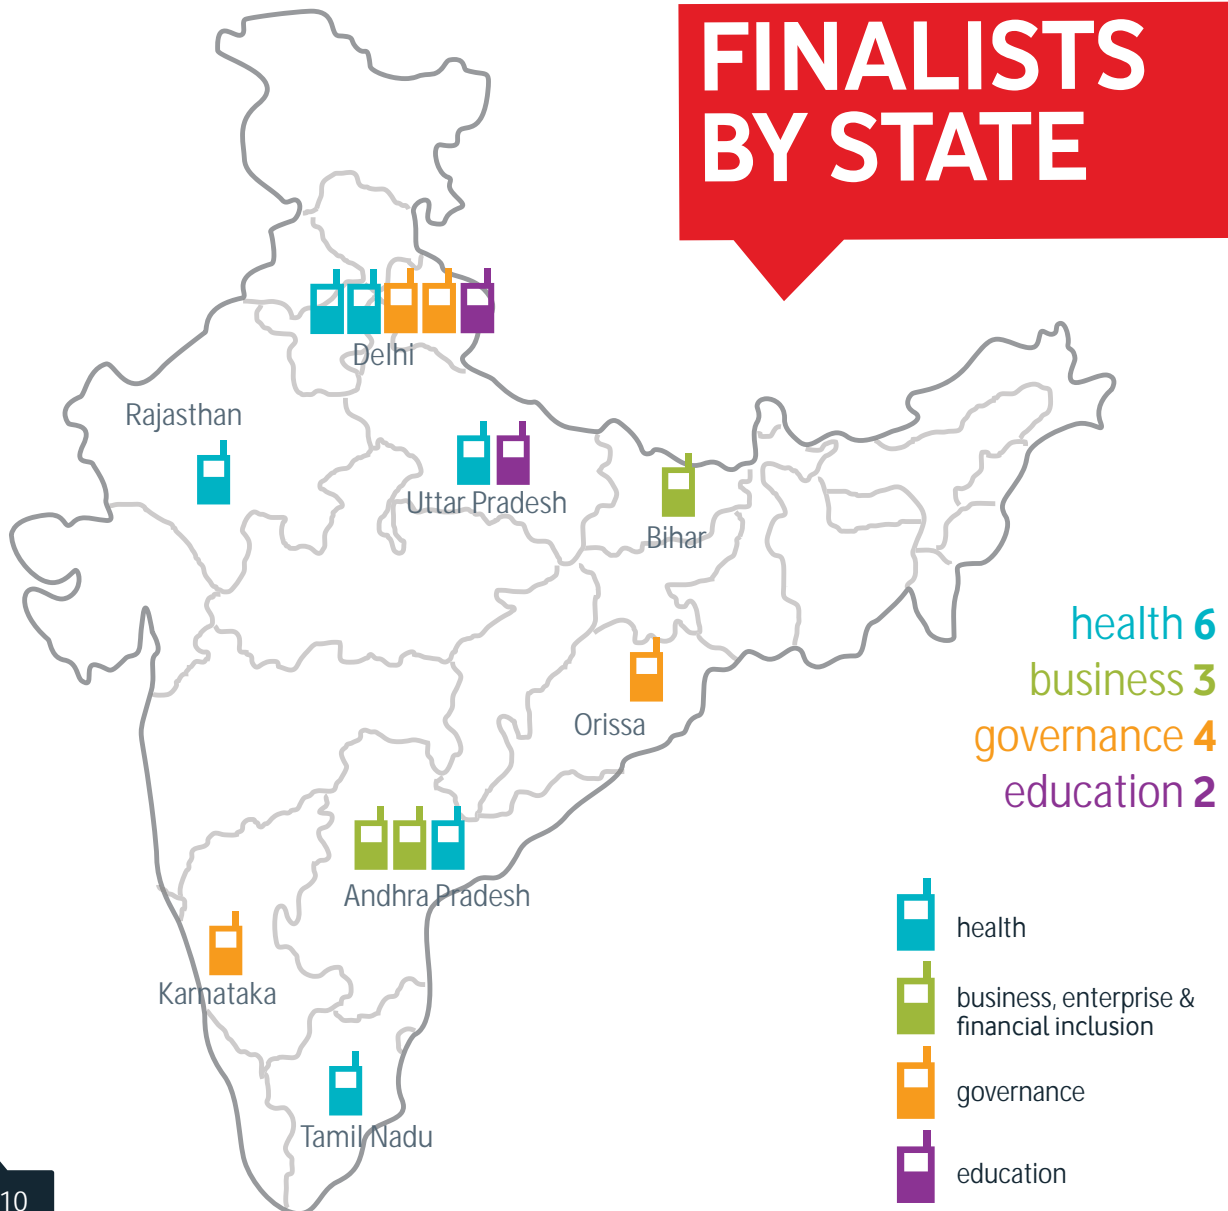 FINALISTS
BY STATE
Delhi
Rajasthan
Uttar Pradesh
Bihar
health 6
business 3
governance 4
education 2
Orissa
Andhra Pradesh
Karnataka
Tamil Nadu
health
business, enterprise &
financial inclusion
governance
education
10